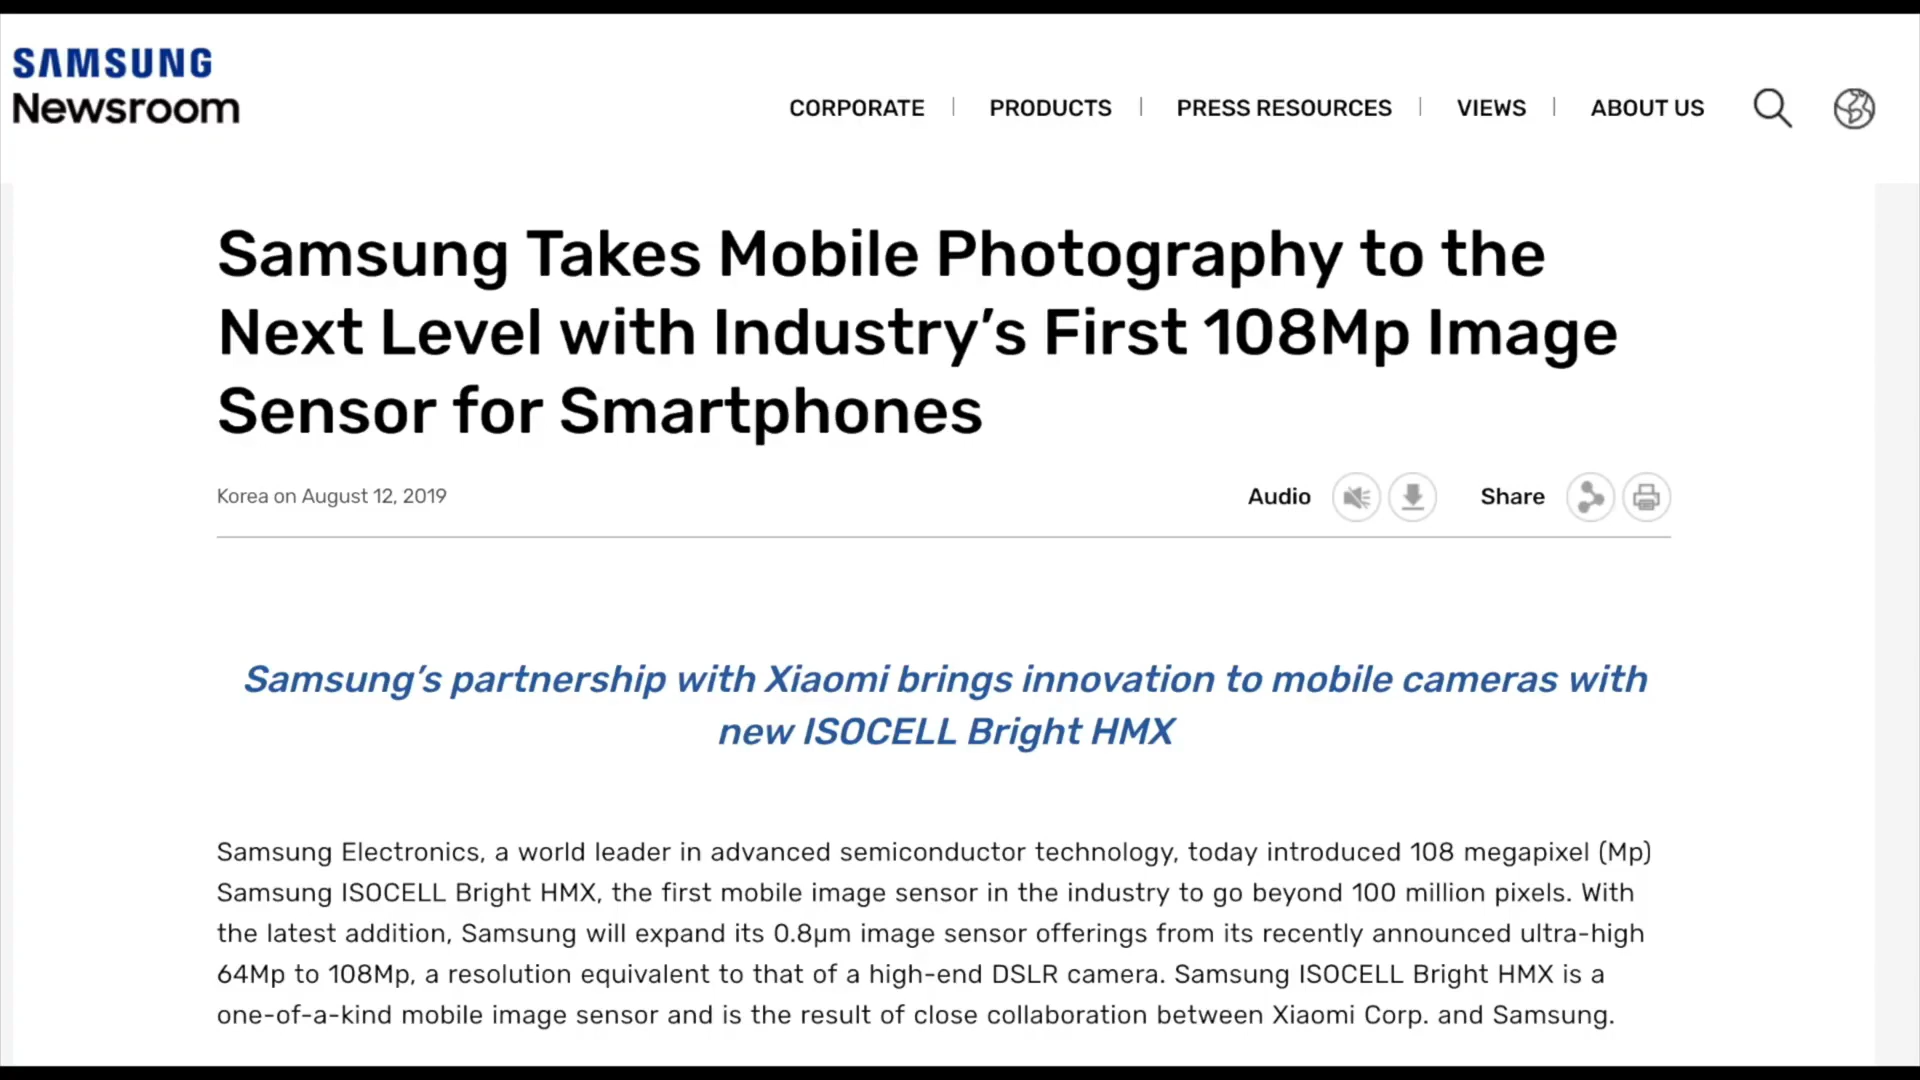 SAMSUNG
Newsroom
CORPORATE | PRODUCTS | PRESS RESOURCES | VIEWS | ABOUT US
Samsung Takes Mobile Photography to the
Next Level with Industry’s First 108Mp Image
Sensor for Smartphones
Korea on August 12, 2019
Audio
Share
Samsung’s partnership with Xiaomi brings innovation to mobile cameras with
new ISOCELL Bright HMX
Samsung Electronics, a world leader in advanced semiconductor technology, today introduced 108 megapixel (Mp)
Samsung ISOCELL Bright HMX, the first mobile image sensor in the industry to go beyond 100 million pixels. With
the latest addition, Samsung will expand its 0.8μm image sensor offerings from its recently announced ultra-high
64Mp to 108Mp, a resolution equivalent to that of a high-end DSLR camera. Samsung ISOCELL Bright HMX is a
one-of-a-kind mobile image sensor and is the result of close collaboration between Xiaomi Corp. and Samsung.